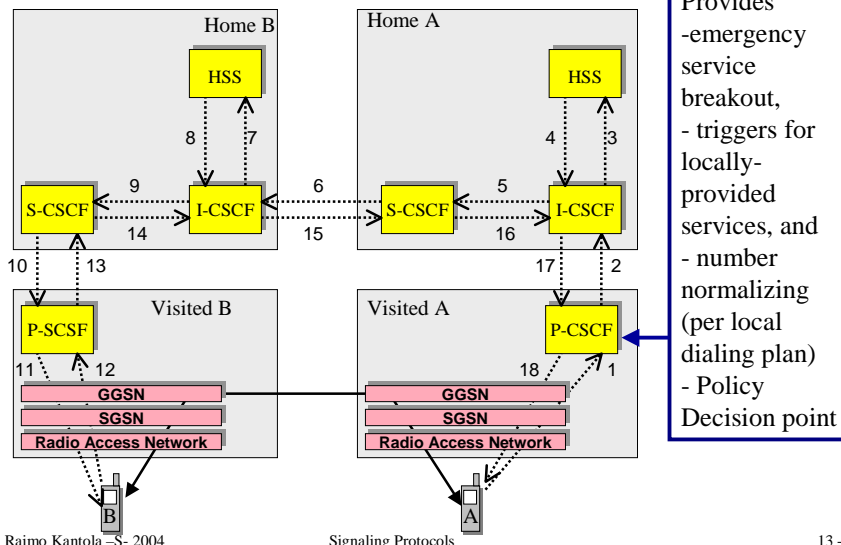 Home B
Home A
Provides
-emergency
service
breakout,
- triggers for
locally-
provided
services, and
- number
normalizing
(per local
dialing plan)
- Policy
Decision point
HSS
HSS
8
7
4
3
9
6
5
S-CSCF
I-CSCF
S-CSCF
I-CSCF
14
15
16
10
13
17
2
Visited B
Visited A
P-SCSF
P-CSCF
11
12
18
1
GGSN
GGSN
SGSN
SGSN
Radio Access Network
Radio Access Network
B
A
Raimo Kantola –S- 2004
Signaling Protocols
13 -